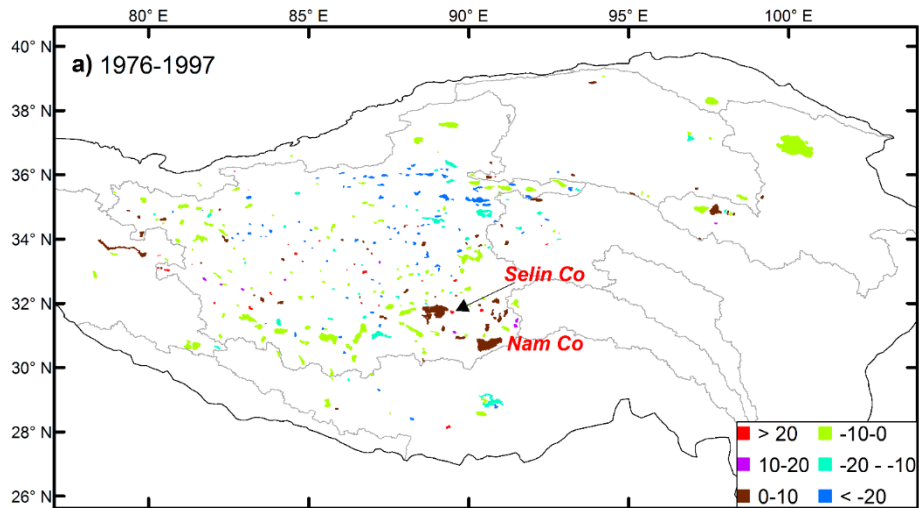 80° E 85° E 90° E 95° E 100° E
40° N
a) 1976-1997
38° N
36° N
34° N
Selin Co
32° N
Nam Co
30° N
28° N
26° N
> 20 -10-0
10-20 -20 - -10
0-10 < -20